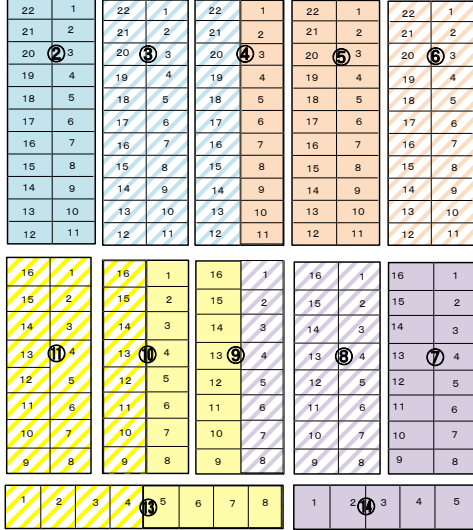 22 1 22 1 22 1 22 1 22 1
21 2 21 2 21 2 21 2 21 2
20 ② 3 20 ③ 3 20 ④ 3 20 ⑤ 3 20 ⑥ 3
19 4 19 4 19 4 19 4 19 4
18 5 18 5 18 5 18 5 18 5
17 6 17 6 17 6 17 6 17 6
16 7 16 7 16 7 16 7 16 7
15 8 15 8 15 8 15 8 15 8
14 9 14 9 14 9 14 9 14 9
13 10 13 10 13 10 13 10 13 10
12 11 12 11 12 11 12 11 12 11
16 1 16 1 16 1 16 1 16 1
15 2 15 2 15 2 15 2 15 2
14 3 14 3 14 3 14 3 14 3
13 ⑪ 4 13 ⑩ 4 13 ⑨ 4 13 ⑧ 4 13 ⑦ 4
12 5 12 5 12 5 12 5 12 5
11 6 11 6 11 6 11 6 11 6
10 7 10 7 10 7 10 7 10 7
9 8 9 8 9 8 9 8 9 8
1 2 3 4 ⑬ 5 6 7 8 1 2 ⑭ 3 4 5